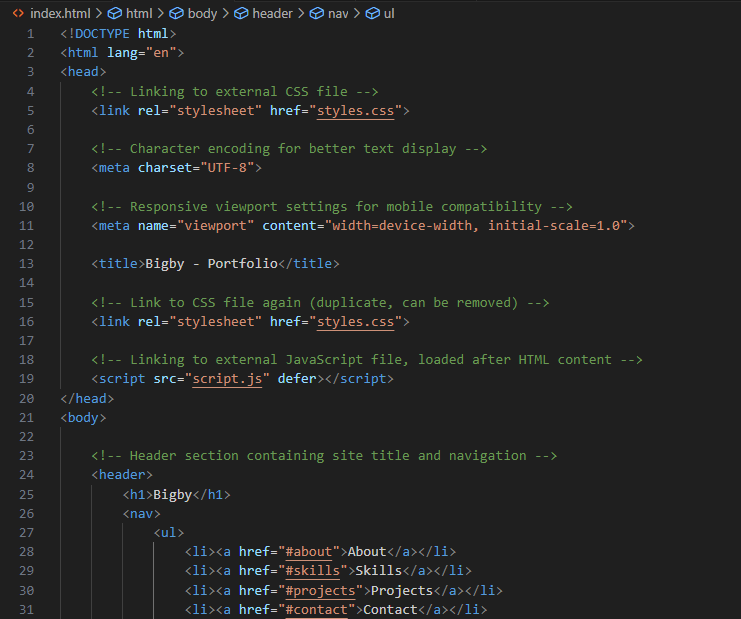 index.html > html > body > header > nav > ul
1 <!DOCTYPE html>
2 <html lang="en">
3 <head>
4     <!-- Linking to external CSS file -->
5     <link rel="stylesheet" href="styles.css">
6
7     <!-- Character encoding for better text display -->
8     <meta charset="UTF-8">
9
10     <!-- Responsive viewport settings for mobile compatibility -->
11     <meta name="viewport" content="width=device-width, initial-scale=1.0">
12
13     <title>Bigby - Portfolio</title>
14
15     <!-- Link to CSS file again (duplicate, can be removed) -->
16     <link rel="stylesheet" href="styles.css">
17
18     <!-- Linking to external JavaScript file, loaded after HTML content -->
19     <script src="script.js" defer></script>
20 </head>
21 <body>
22
23     <!-- Header section containing site title and navigation -->
24     <header>
25         <h1>Bigby</h1>
26         <nav>
27             <ul>
28                 <li><a href="#about">About</a></li>
29                 <li><a href="#skills">Skills</a></li>
30                 <li><a href="#projects">Projects</a></li>
31                 <li><a href="#contact">Contact</a></li>